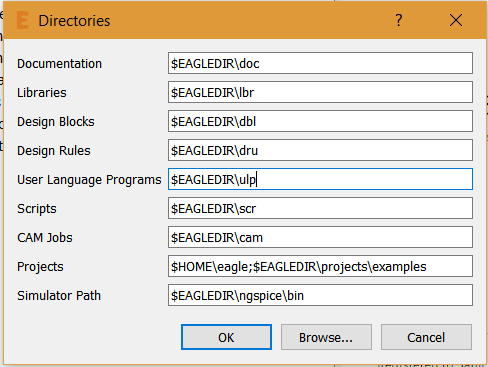 E Directories ?
Documentation $EAGLEDIR\doc
Libraries $EAGLEDIR\lbr
Design Blocks $EAGLEDIR\dbl
Design Rules $EAGLEDIR\dru
User Language Programs $EAGLEDIR\ulp
Scripts $EAGLEDIR\scr
CAM Jobs $EAGLEDIR\cam
Projects $HOME\eagle;$EAGLEDIR\projects\examples
Simulator Path $EAGLEDIR\ngspice\bin
OK Browse... Cancel